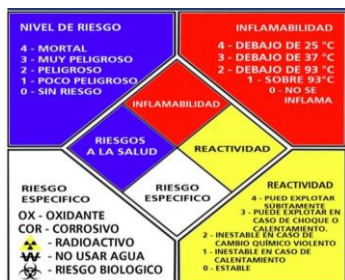 NIVEL DE RIESGO
4 - MORTAL
3 - MUY PELIGROSO
2 - PELIGROSO
1 - POCO PELIGROSO
0 - SIN RIESGO
INFLAMABILIDAD
4 - DEBAJO DE 25 °C
3 - DEBAJO DE 37 °C
2 - DEBAJO DE 93 °C
1 - SOBRE 93°C
0 - NO SE
INFLAMA
INFLAMABILIDAD
RIESGOS
A LA SALUD
REACTIVIDAD
RIESGO
ESPECIFICO
RIESGO
ESPECIFICO
OX - OXIDANTE
COR - CORROSIVO
- RADIOACTIVO
W - NO USAR AGUA
- RIESGO BIOLOGICO
REACTIVIDAD
4 - PUED EXPLOTAR
SÚBITAMENTE
3 - PUEDE EXPLOTAR EN
CASO DE CHOQUE O
CALENTAMIENTO.
2 - INESTABLE EN CASO DE
CAMBIO QUÍMICO VIOLENTO
1 - INESTABLE EN CASO DE
CALENTAMIENTO
0 - ESTABLE